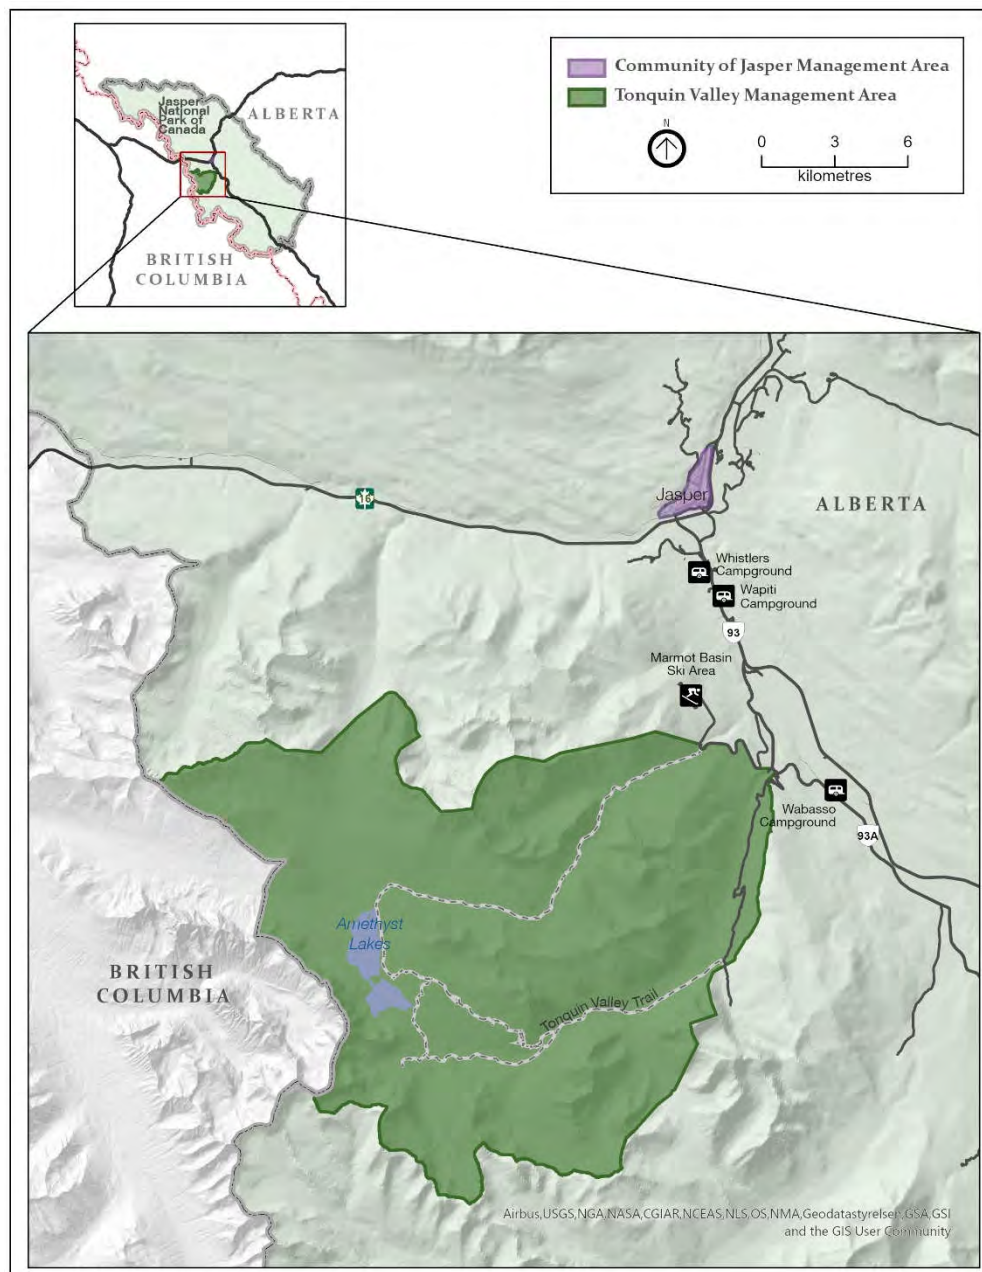 Jasper
National
Park of
Canada
ALBERTA
BRITISH
COLUMBIA
Community of Jasper Management Area
Tonquin Valley Management Area
N
0 3 6
kilometres
16
Jasper
ALBERTA
Whistlers
Campground
Wapiti
Campground
93
Marmot Basin
Ski Area
Wabasso
Campground
93A
Amethyst
Lakes
BRITISH
COLUMBIA
Tonquin Valley Trail
Airbus,USGS,NGA,NASA,CGIAR,NCEAS,NLS,OS,NMA,Geodatastyrelsen,GSA,GSI
and the GIS User Community